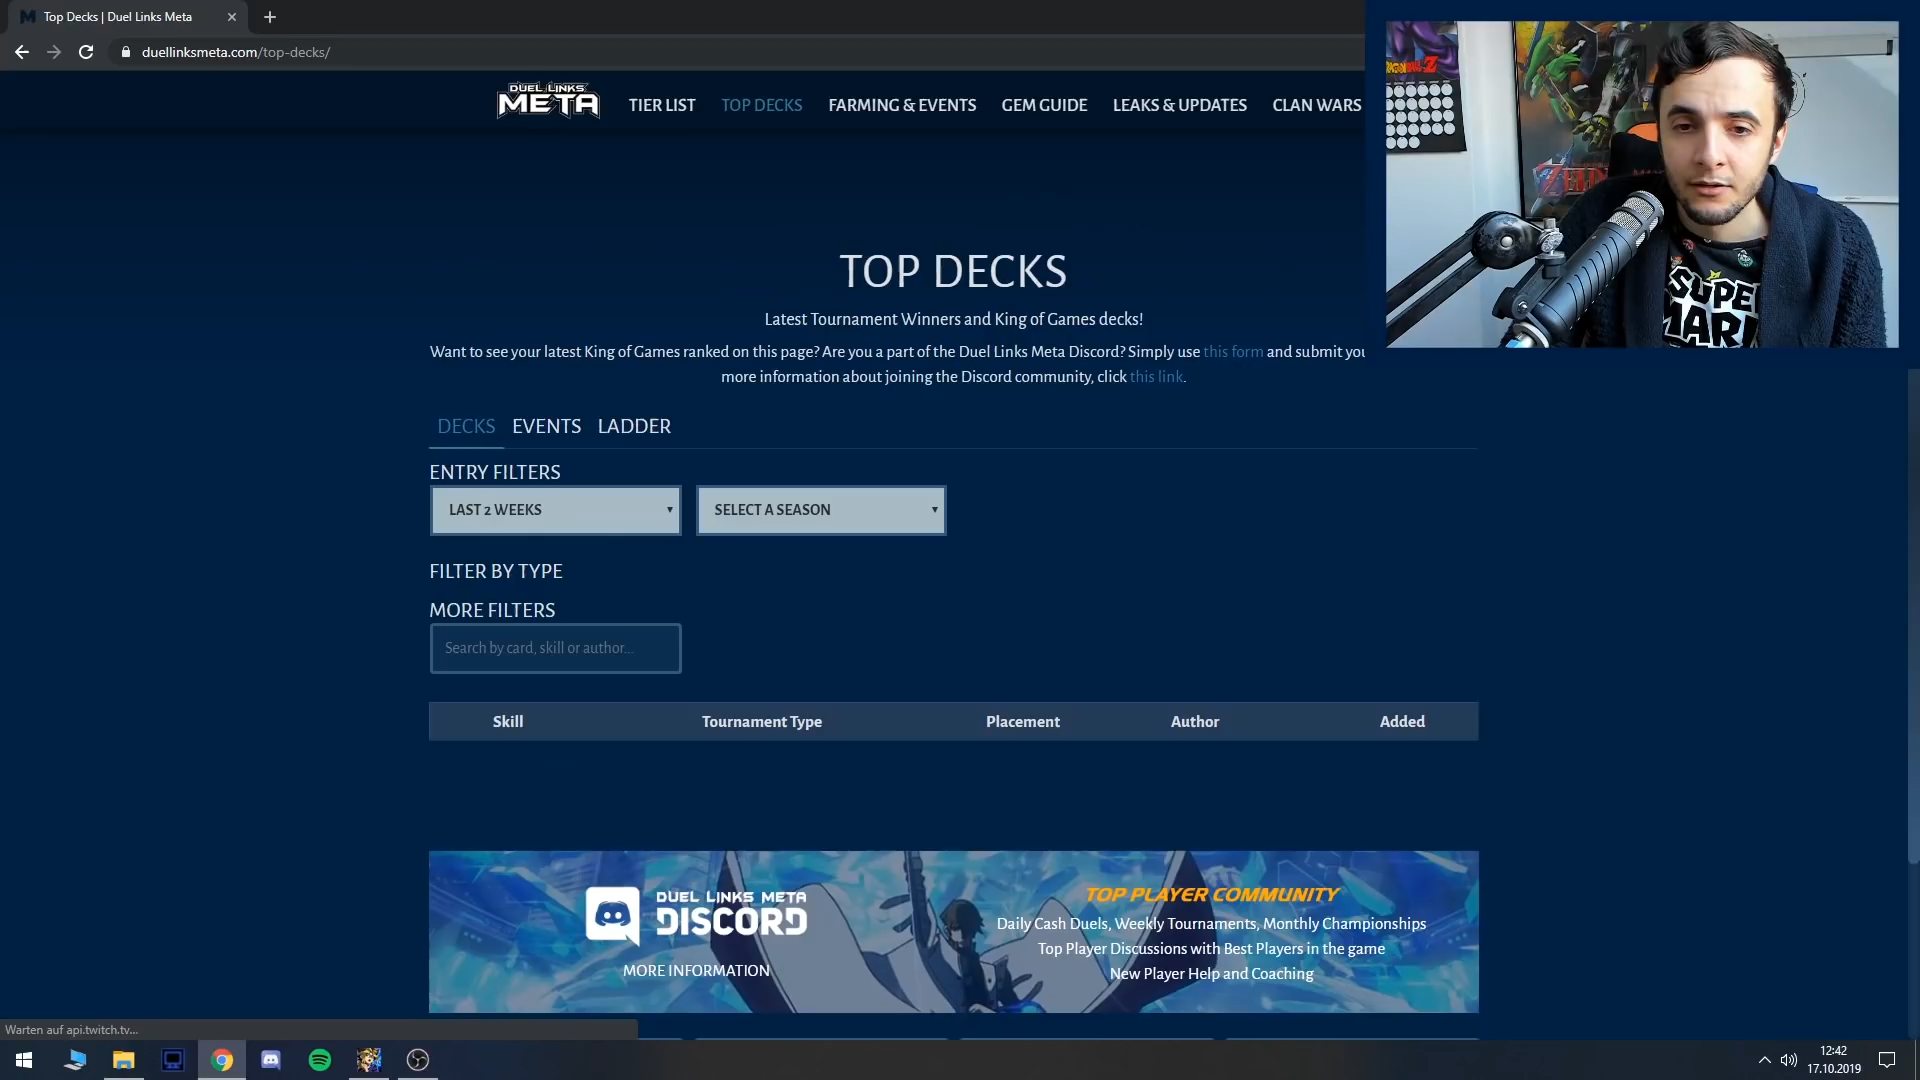 Top Decks | Duel Links Meta
duellinksmeta.com/top-decks/
DUEL LINKS
META
TIER LIST
TOP DECKS
FARMING & EVENTS
GEM GUIDE
LEAKS & UPDATES
CLAN WARS
DRAGONBALL Z
ZELD
SUPE
MARI
TOP DECKS
Latest Tournament Winners and King of Games decks!
Want to see your latest King of Games ranked on this page? Are you a part of the Duel Links Meta Discord? Simply use this form and submit you
more information about joining the Discord community, click this link.
DECKS EVENTS LADDER
ENTRY FILTERS
LAST 2 WEEKS
SELECT A SEASON
FILTER BY TYPE
MORE FILTERS
Search by card, skill or author...
Skill Tournament Type Placement Author Added
DUEL LINKS META
DISCORD
MORE INFORMATION
TOP PLAYER COMMUNITY
Daily Cash Duels, Weekly Tournaments, Monthly Championships
Top Player Discussions with Best Players in the game
New Player Help and Coaching
Warten auf api.twitch.tv...
12:42
17.10.2019